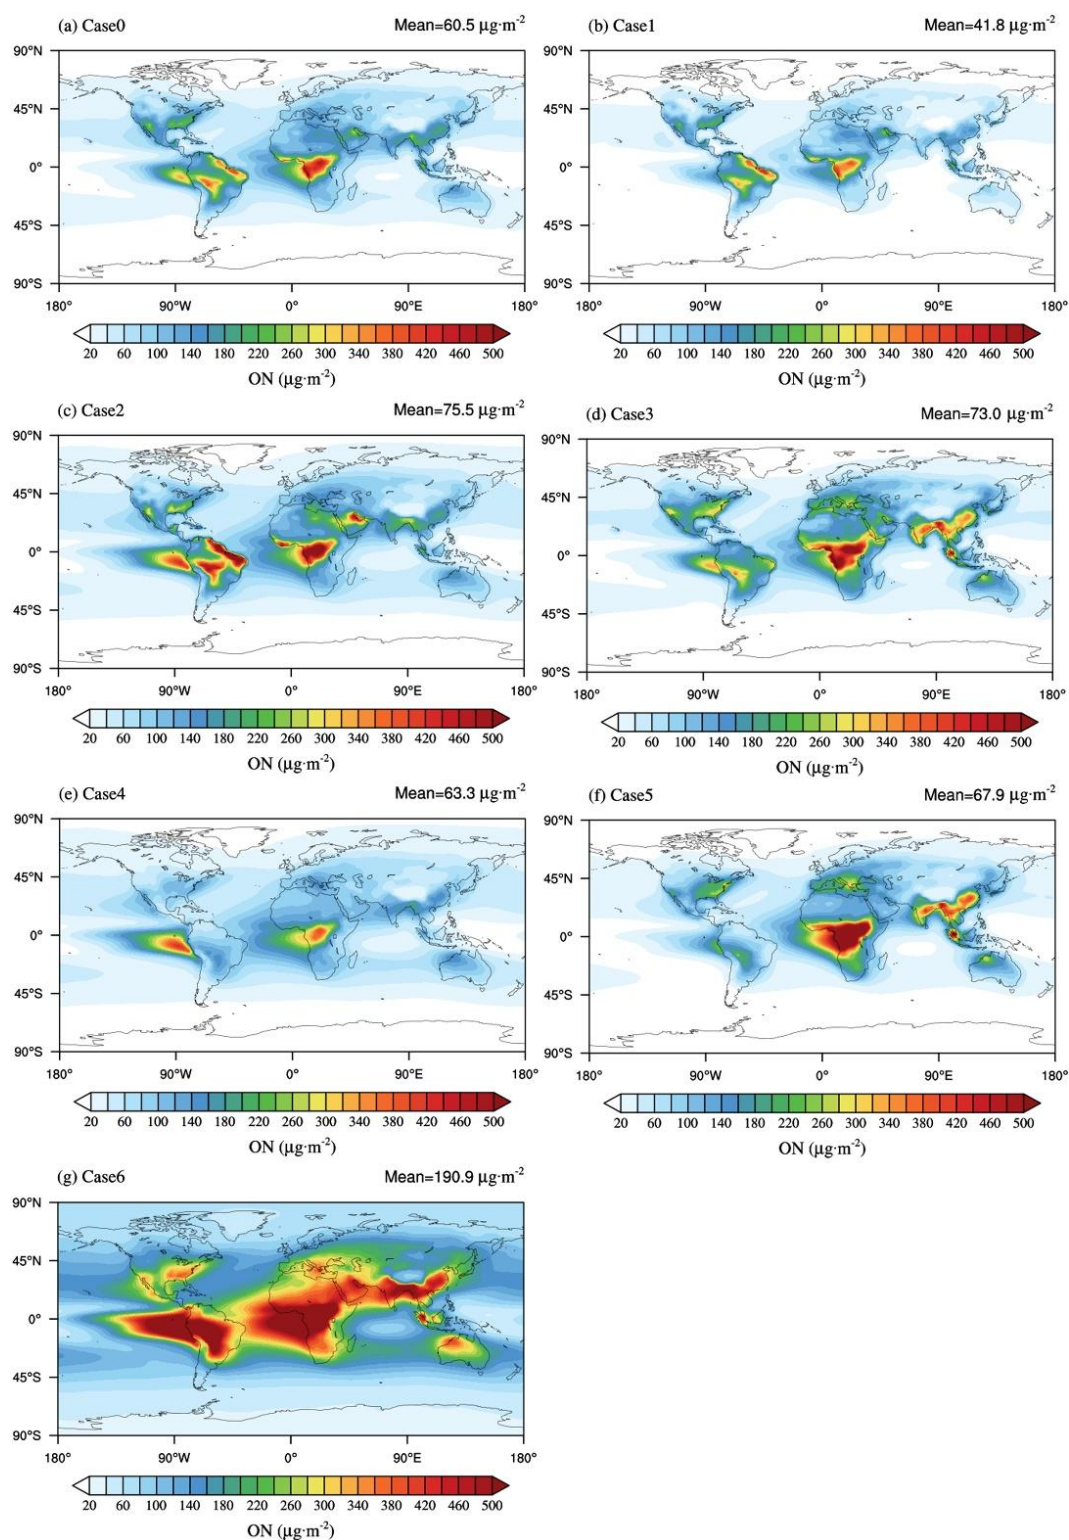 (a) Case0 Mean=60.5 µg·m⁻²
90°N
45°N
0°
45°S
90°S
180° 90°W 0° 90°E 180°
20 60 100 140 180 220 260 300 340 380 420 460 500
ON (µg·m⁻²)
(b) Case1 Mean=41.8 µg·m⁻²
90°N
45°N
0°
45°S
90°S
180° 90°W 0° 90°E 180°
20 60 100 140 180 220 260 300 340 380 420 460 500
ON (µg·m⁻²)
(c) Case2 Mean=75.5 µg·m⁻²
90°N
45°N
0°
45°S
90°S
180° 90°W 0° 90°E 180°
20 60 100 140 180 220 260 300 340 380 420 460 500
ON (µg·m⁻²)
(d) Case3 Mean=73.0 µg·m⁻²
90°N
45°N
0°
45°S
90°S
180° 90°W 0° 90°E 180°
20 60 100 140 180 220 260 300 340 380 420 460 500
ON (µg·m⁻²)
(e) Case4 Mean=63.3 µg·m⁻²
90°N
45°N
0°
45°S
90°S
180° 90°W 0° 90°E 180°
20 60 100 140 180 220 260 300 340 380 420 460 500
ON (µg·m⁻²)
(f) Case5 Mean=67.9 µg·m⁻²
90°N
45°N
0°
45°S
90°S
180° 90°W 0° 90°E 180°
20 60 100 140 180 220 260 300 340 380 420 460 500
ON (µg·m⁻²)
(g) Case6 Mean=190.9 µg·m⁻²
90°N
45°N
0°
45°S
90°S
180° 90°W 0° 90°E 180°
20 60 100 140 180 220 260 300 340 380 420 460 500
ON (µg·m⁻²)